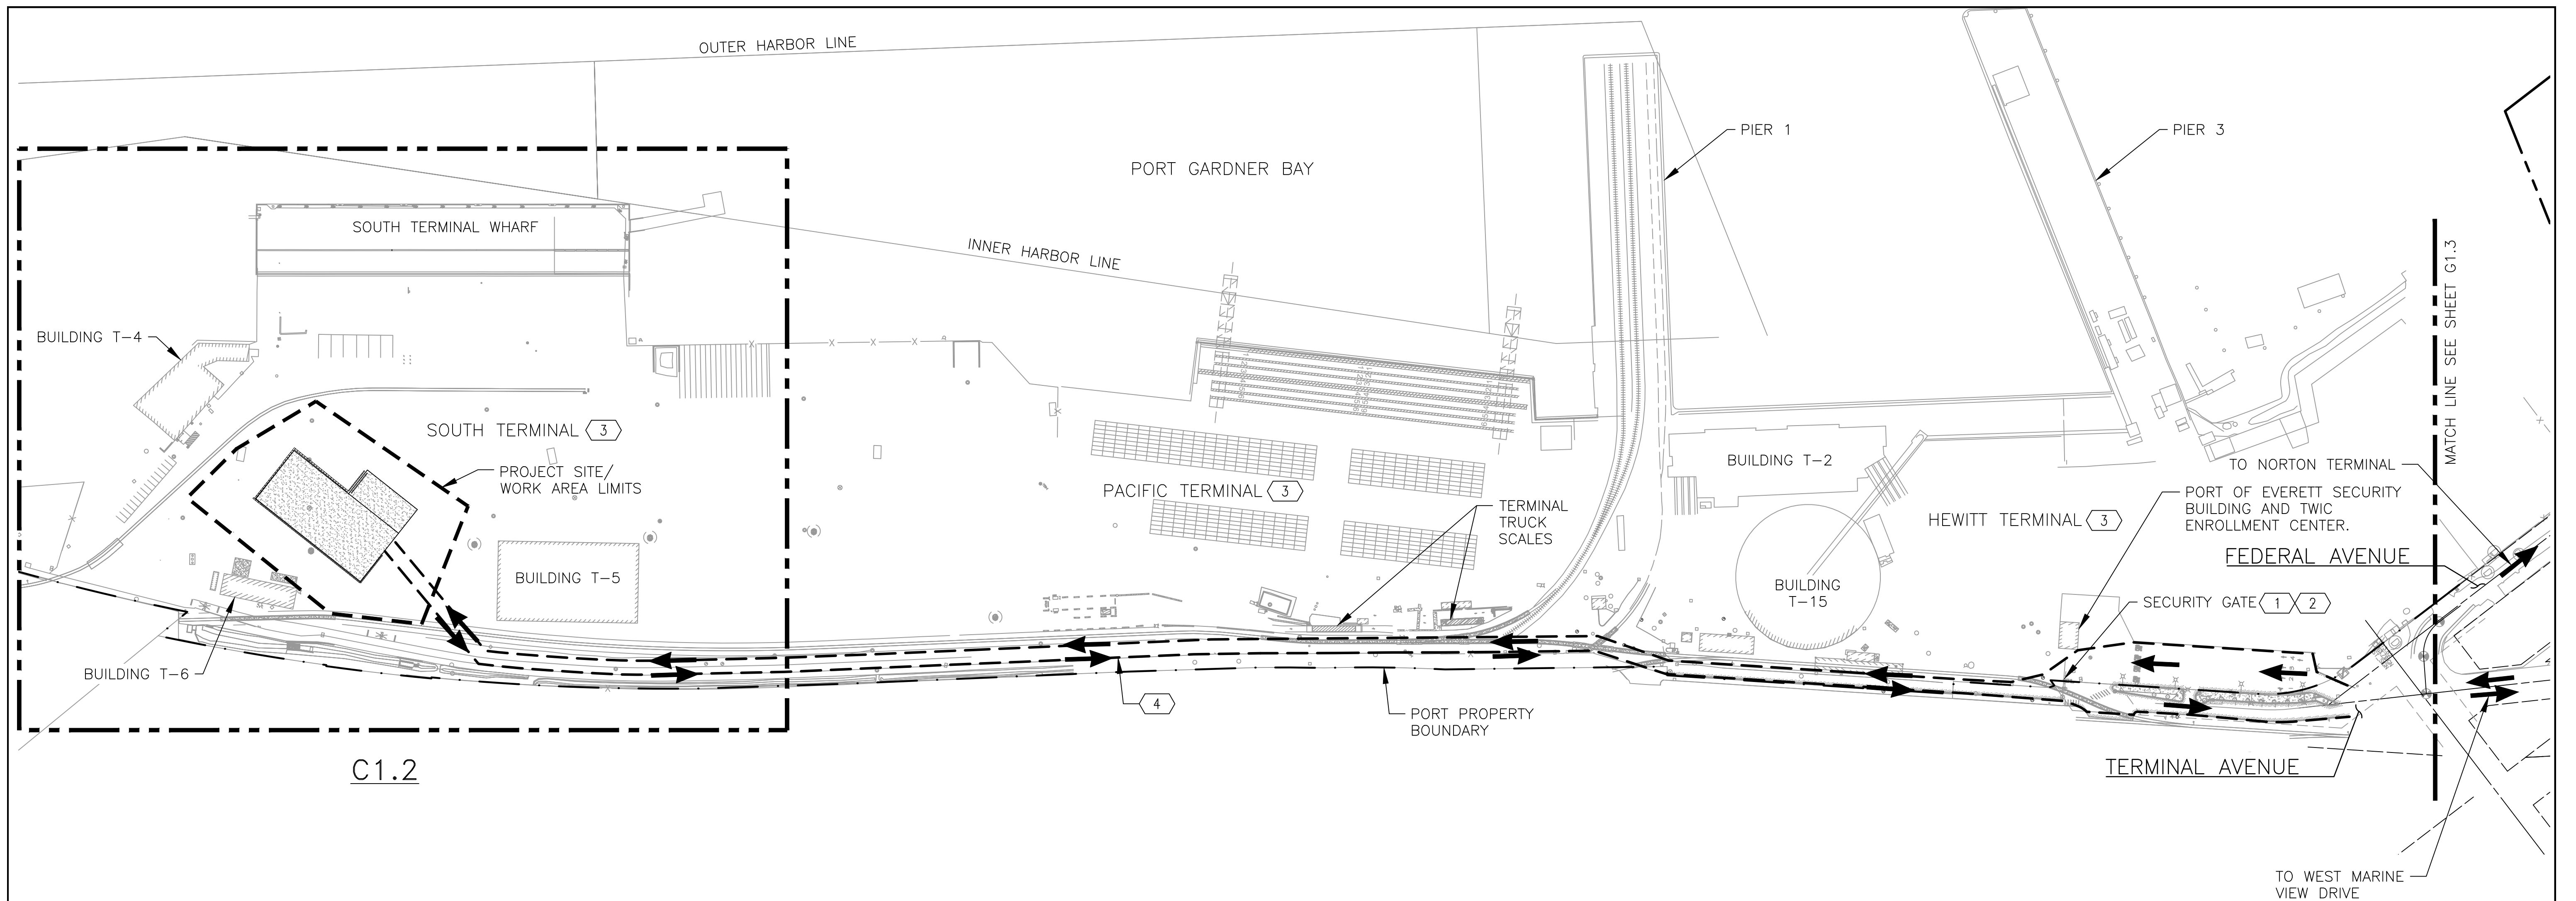 OUTER HARBOR LINE
PIER 1
PIER 3
PORT GARDNER BAY
SOUTH TERMINAL WHARF
INNER HARBOR LINE
MATCH LINE SEE SHEET G1.3
BUILDING T-4
SOUTH TERMINAL 3
PROJECT SITE/
WORK AREA LIMITS
PACIFIC TERMINAL 3
TERMINAL
TRUCK
SCALES
BUILDING T-2
TO NORTON TERMINAL
PORT OF EVERETT SECURITY
BUILDING AND TWIC
ENROLLMENT CENTER.
HEWITT TERMINAL 3
FEDERAL AVENUE
BUILDING T-5
BUILDING
T-15
SECURITY GATE 1 2
BUILDING T-6
4
PORT PROPERTY
BOUNDARY
C1.2
TERMINAL AVENUE
TO WEST MARINE
VIEW DRIVE